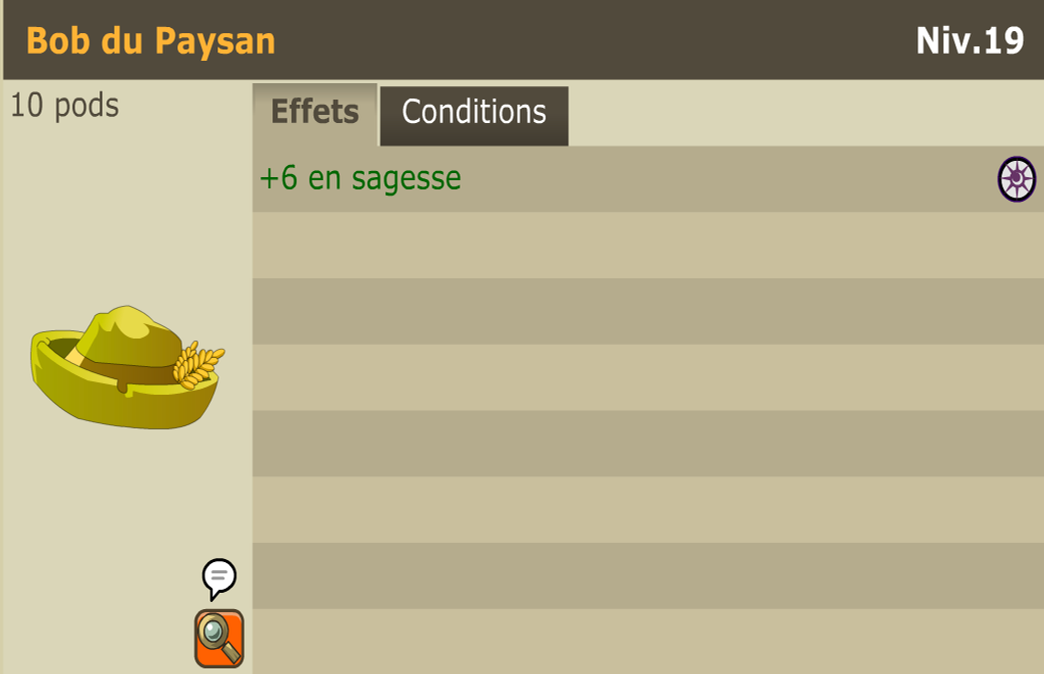 Bob du Paysan
Niv.19
10 pods
Effets
Conditions
+6 en sagesse